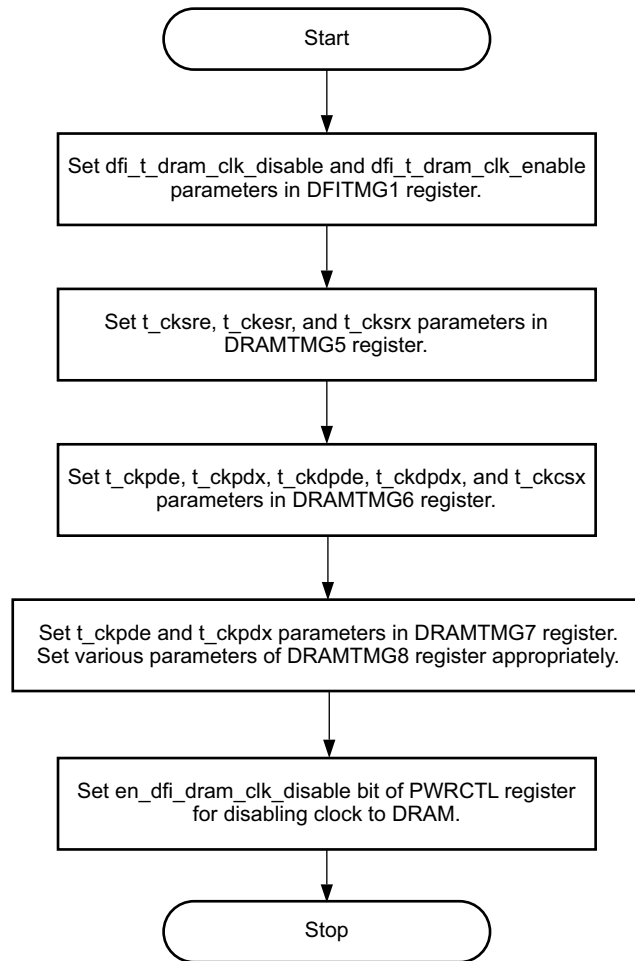 Start
Set dfi_t_dram_clk_disable and dfi_t_dram_clk_enable
parameters in DFITMG1 register.
Set t_cksre, t_ckesr, and t_cksrx parameters in
DRAMTMG5 register.
Set t_ckpde, t_ckpdx, t_ckdpde, t_ckdpdx, and t_ckcsx
parameters in DRAMTMG6 register.
Set t_ckpde and t_ckpdx parameters in DRAMTMG7 register.
Set various parameters of DRAMTMG8 register appropriately.
Set en_dfi_dram_clk_disable bit of PWRCTL register
for disabling clock to DRAM.
Stop